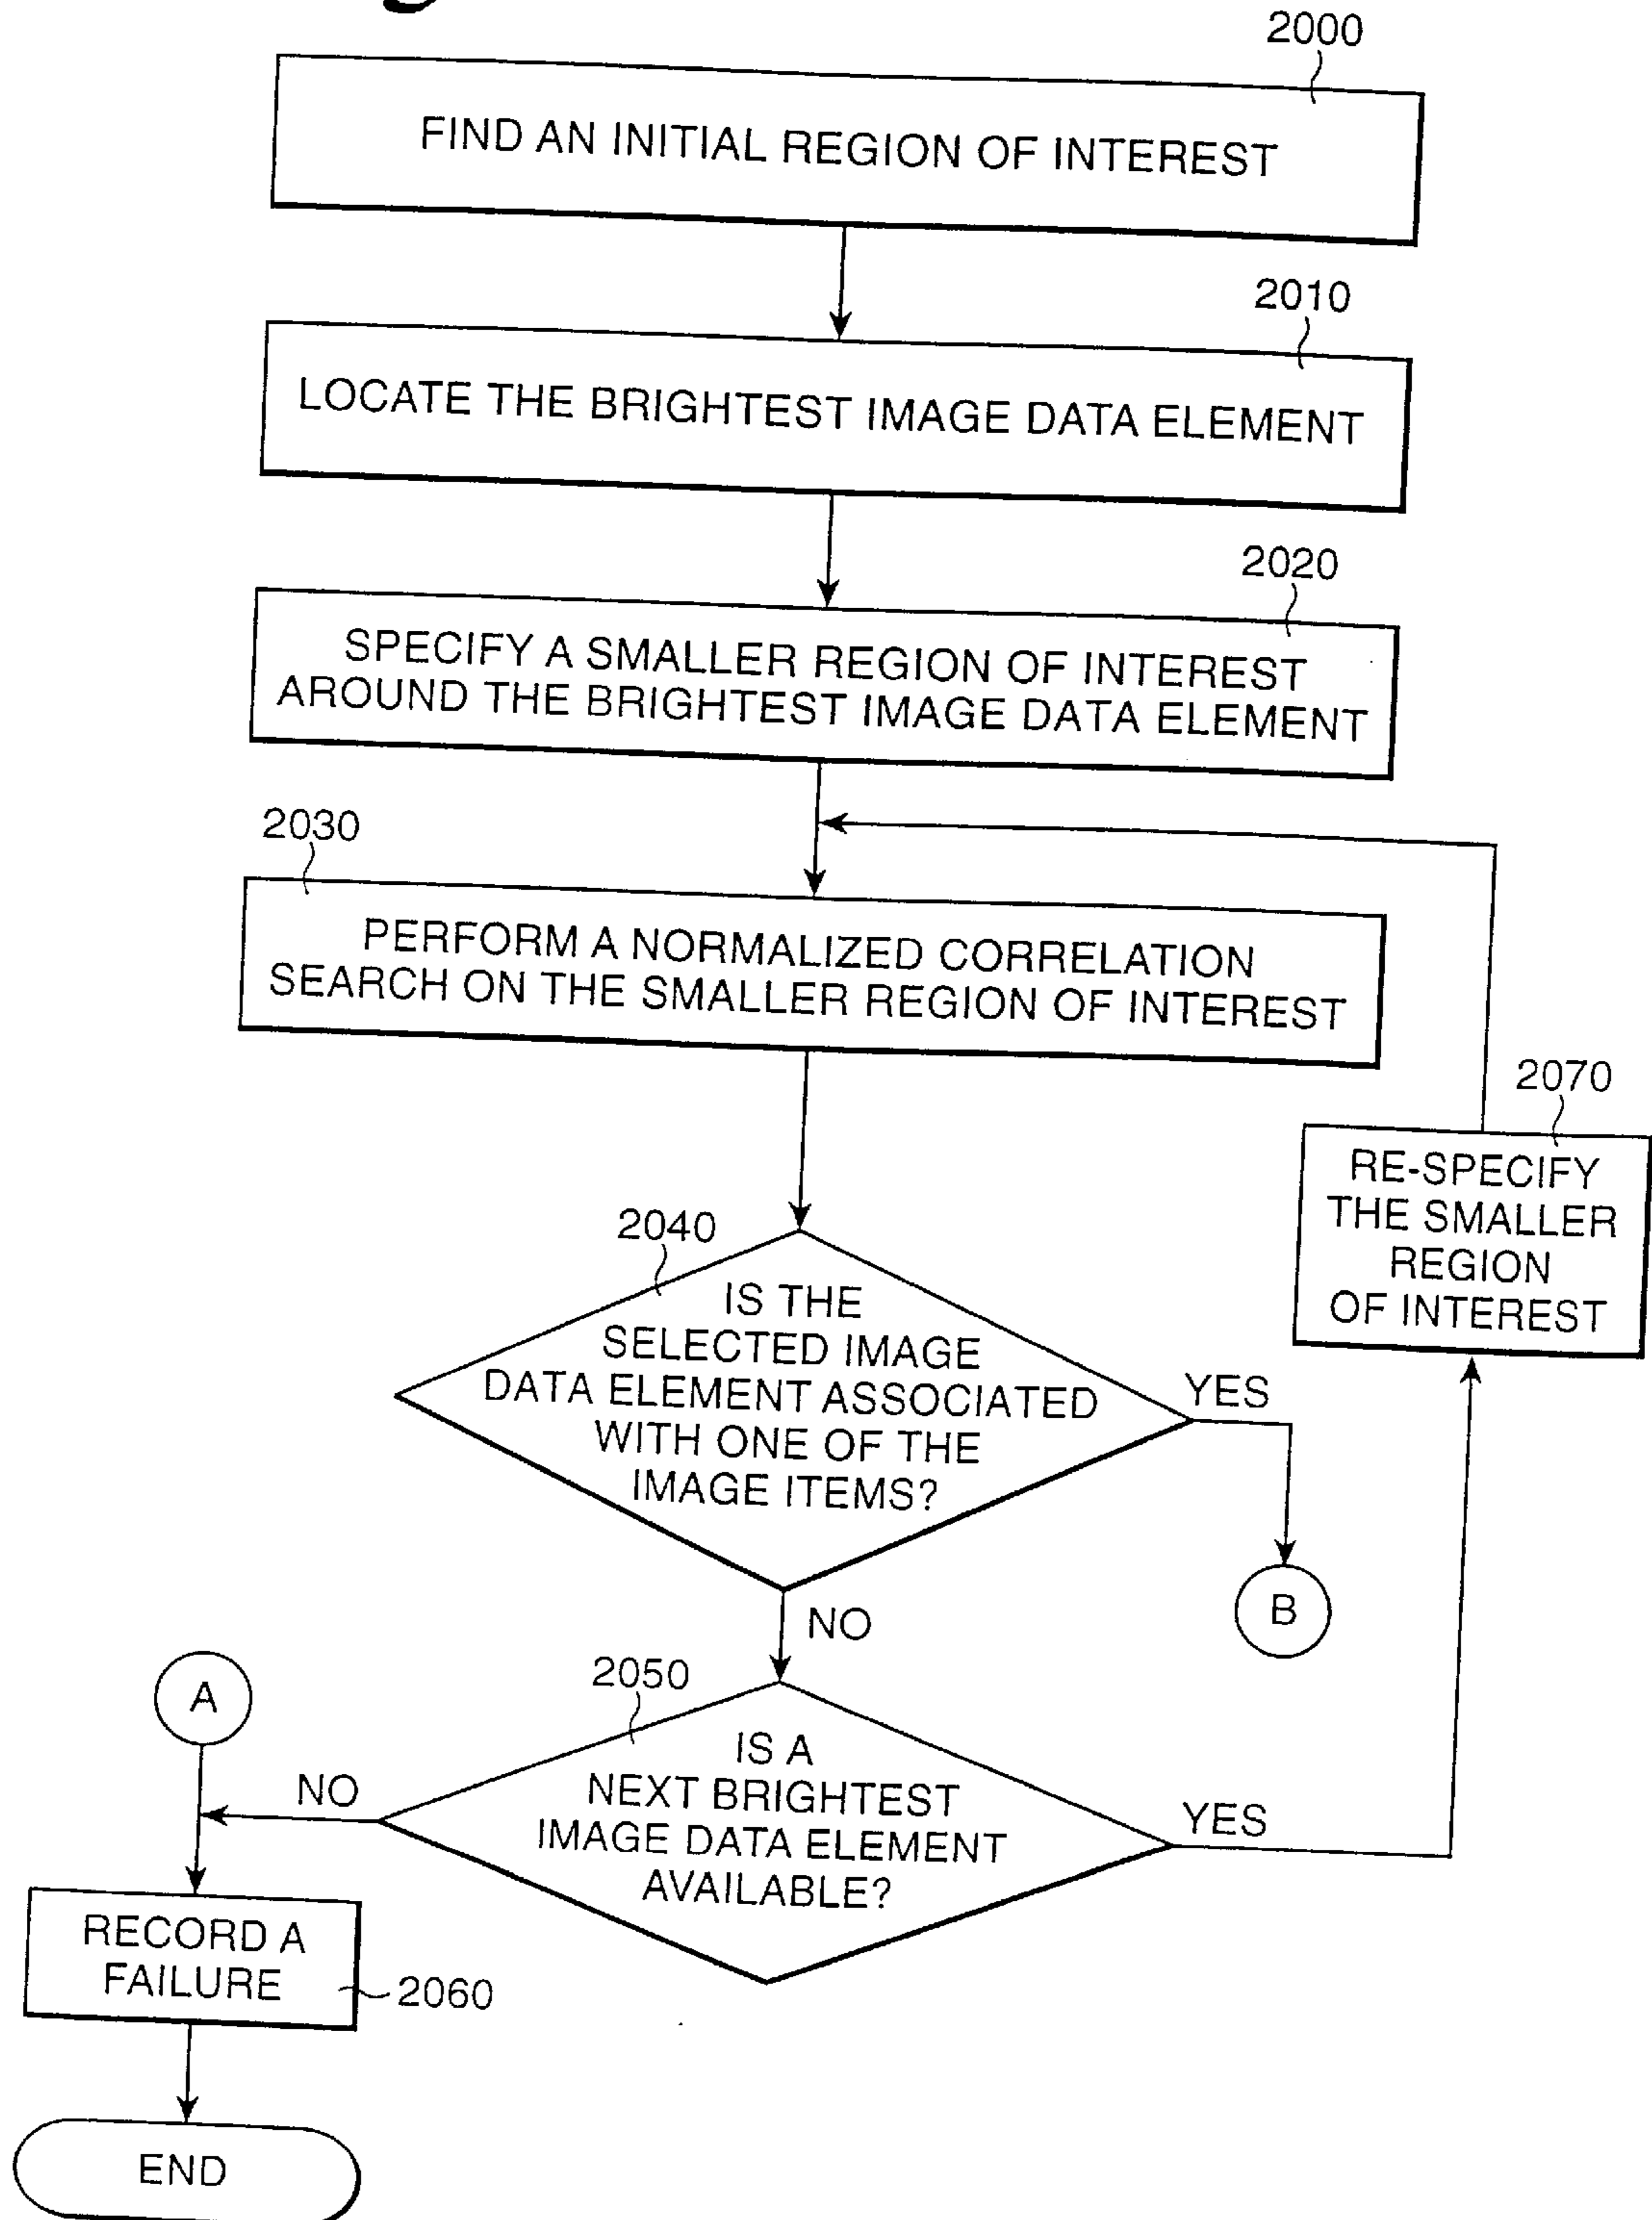 2000
FIND AN INITIAL REGION OF INTEREST
2010
LOCATE THE BRIGHTEST IMAGE DATA ELEMENT
2020
SPECIFY A SMALLER REGION OF INTEREST
AROUND THE BRIGHTEST IMAGE DATA ELEMENT
2030
PERFORM A NORMALIZED CORRELATION
SEARCH ON THE SMALLER REGION OF INTEREST
2070
RE-SPECIFY
THE SMALLER
REGION
OF INTEREST
2040
IS THE
SELECTED IMAGE
DATA ELEMENT ASSOCIATED
WITH ONE OF THE
IMAGE ITEMS?
YES
B
NO
A
2050
IS A
NEXT BRIGHTEST
IMAGE DATA ELEMENT
AVAILABLE?
NO
YES
RECORD A
FAILURE
2060
END